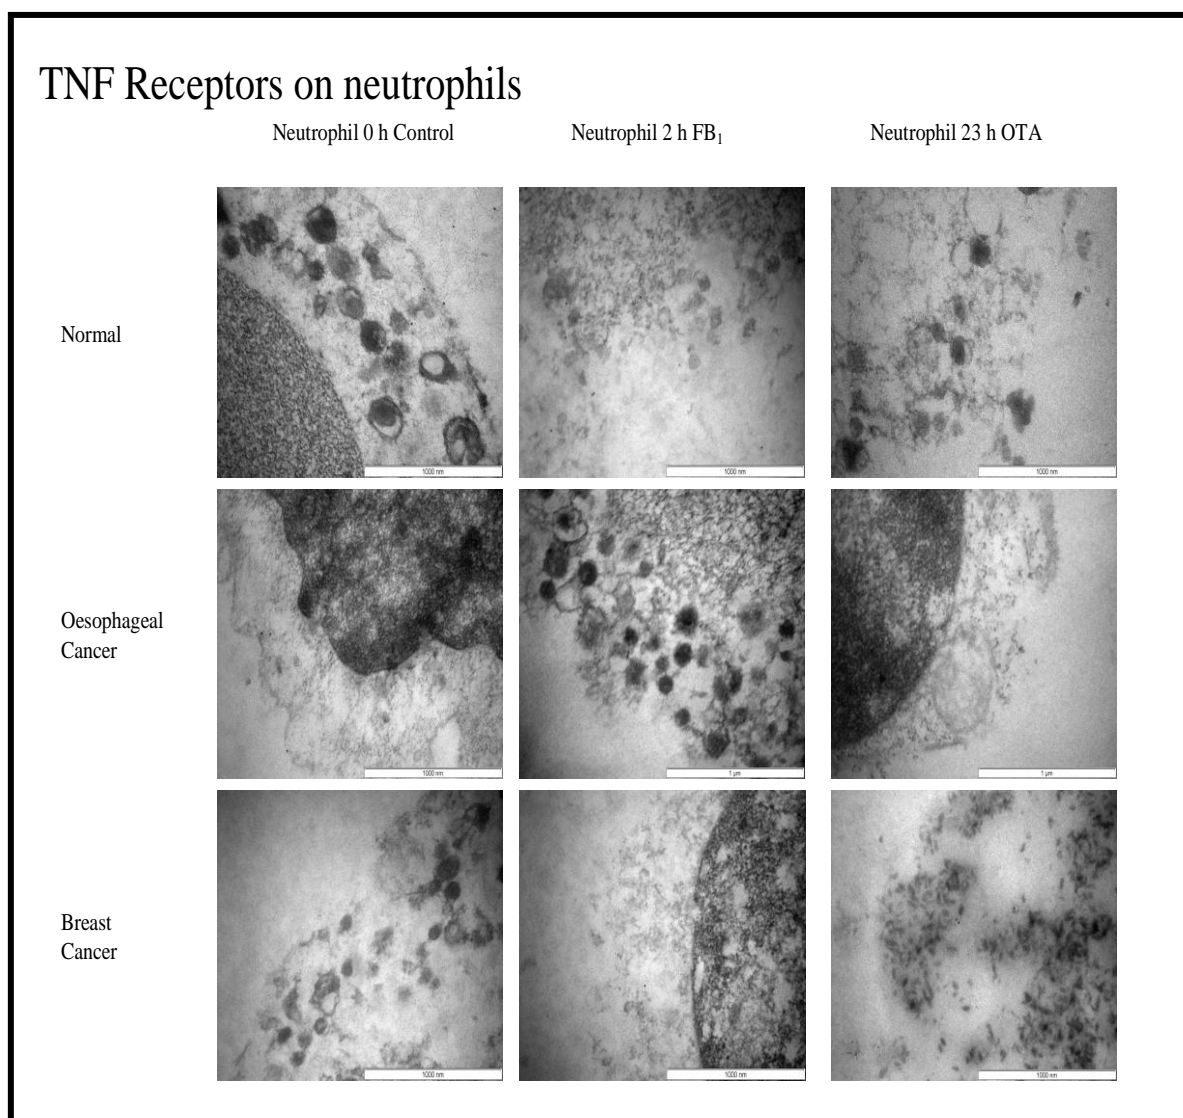 TNF Receptors on neutrophils
Neutrophil 0 h Control
Neutrophil 2 h FB₁
Neutrophil 23 h OTA
Normal
1000 nm
1000 nm
1000 nm
Oesophageal
Cancer
1000 nm
1 µm
1 µm
Breast
Cancer
1000 nm
1000 nm
1000 nm